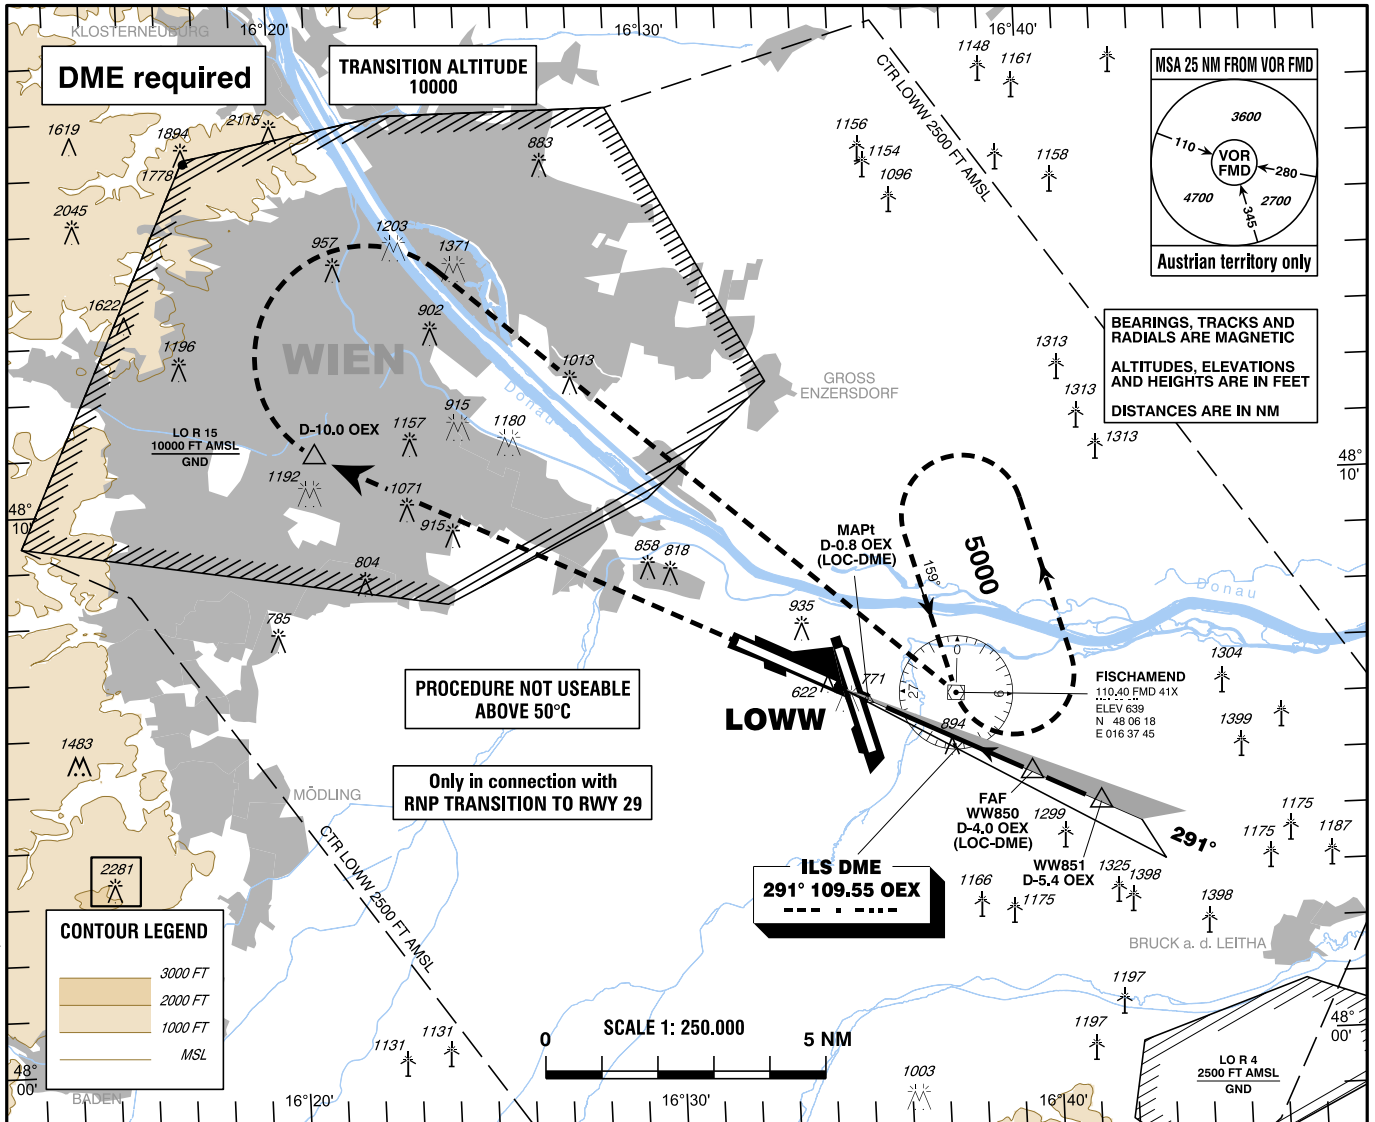 KLOSTERNEUBURG
16°20'
16°30'
16°40'
DME required
TRANSITION ALTITUDE
10000
1148
1161
CTR LOWW 2500 FT AMSL
MSA 25 NM FROM VOR FMD
3600
110
VOR
FMD
280
4700
2700
345
Austrian territory only
1619
1894
2115
1778
883
1156
1154
1096
1158
2045
957
1203
1371
902
1622
1196
WIEN
1013
Donau
GROSS
ENZERSDORF
1313
1313
1313
BEARINGS, TRACKS AND
RADIALS ARE MAGNETIC
ALTITUDES, ELEVATIONS
AND HEIGHTS ARE IN FEET
DISTANCES ARE IN NM
LO R 15
10000 FT AMSL
GND
D-10.0 OEX
1157
915
1180
1192
1071
915
48°
10'
48°
10'
804
858
818
785
MAPt
D-0.8 OEX
(LOC-DME)
159°
5000
Donau
935
771
622
LOWW
0
27
9
894
FISCHAMEND
110.40 FMD 41X
ELEV 639
N 48 06 18
E 016 37 45
1304
1399
PROCEDURE NOT USEABLE
ABOVE 50°C
Only in connection with
RNP TRANSITION TO RWY 29
1483
MÖDLING
CTR LOWW 2500 FT AMSL
FAF
WW850
D-4.0 OEX
(LOC-DME)
1299
WW851
D-5.4 OEX
291°
1175
1175
1187
1325
1398
1398
1166
1175
ILS DME
291° 109.55 OEX
2281
CONTOUR LEGEND
3000 FT
2000 FT
1000 FT
MSL
BRUCK a. d. LEITHA
1197
1197
SCALE 1: 250.000
0
5 NM
1131
1131
1003
LO R 4
2500 FT AMSL
GND
48°
00'
48°
00'
BADEN
16°20'
16°30'
16°40'